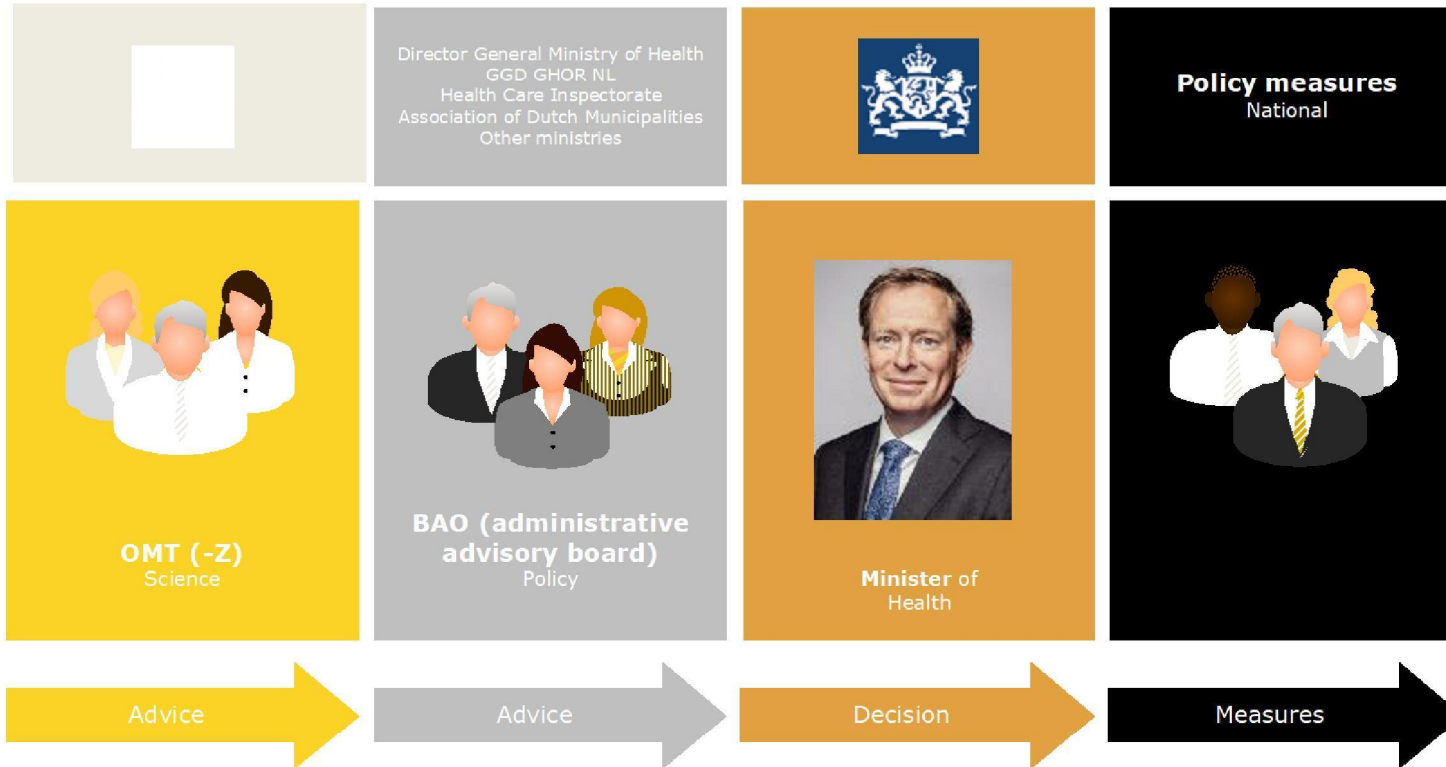 Director General Ministry of Health
GGD GHOR NL
Health Care Inspectorate
Association of Dutch Municipalities
Other ministries
Policy measures
National
OMT (-Z)
Science
BAO (administrative
advisory board)
Policy
Minister of
Health
Advice
Advice
Decision
Measures